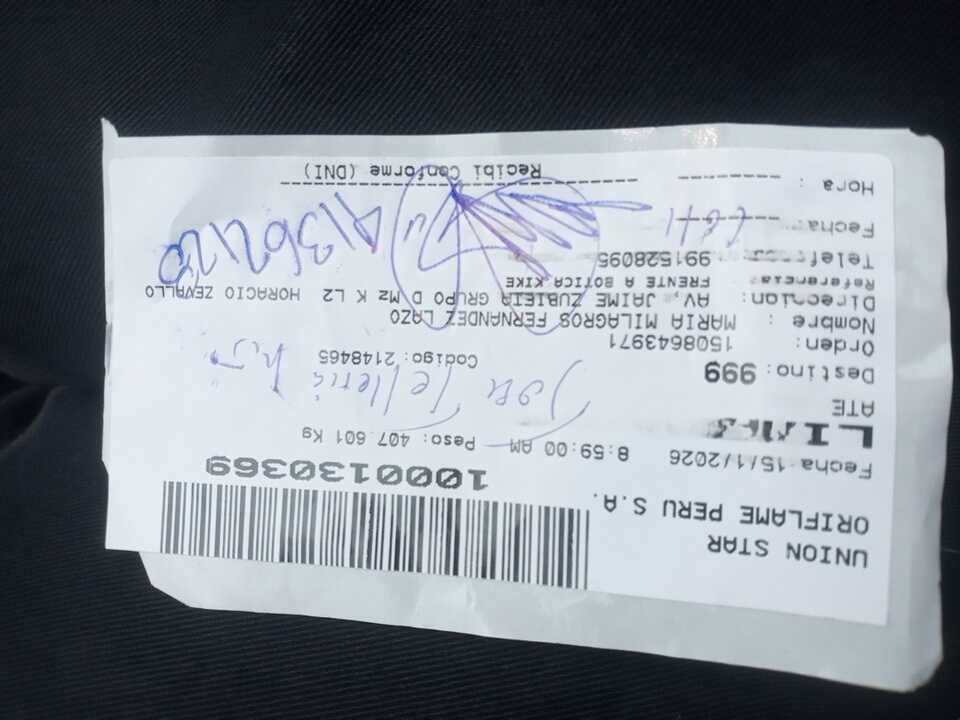 UNION STAR
ORIFLAME PERU S.A.
1000130369
Fecha 15/1/2026 8:59:00 AM Peso: 407.601 Kg
LIMA
ATE
Destino: 999 Codigo: 2148465
Orden: 1508643971
Nombre : MARIA MILAGROS FERNANDEZ LAZO
Direccion: AV, JAIME ZUBIETA GRUPO D Mz K L2 HORACIO ZEVALLO
Referencia: FRENTE A BOTICA KIKE
Telefono: 991528095
Fecha:
Hora :
Recibi Conforme (DNI)